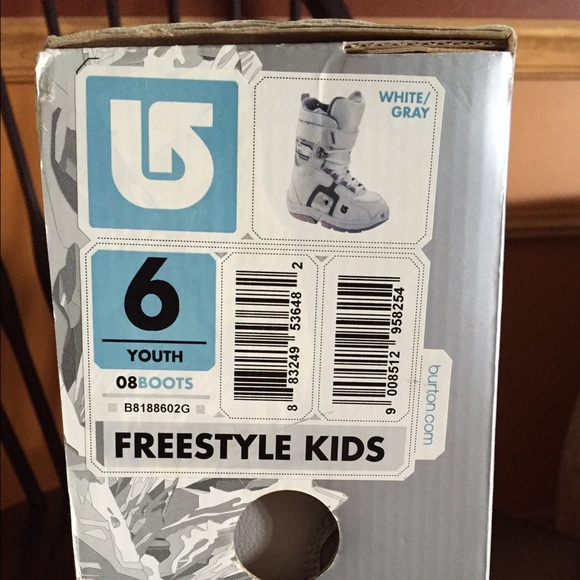 WHITE/
GRAY
6
YOUTH
08BOOTS
B8188602G
8 83249 53648 2
9 008512 958254
burton.com
FREESTYLE KIDS